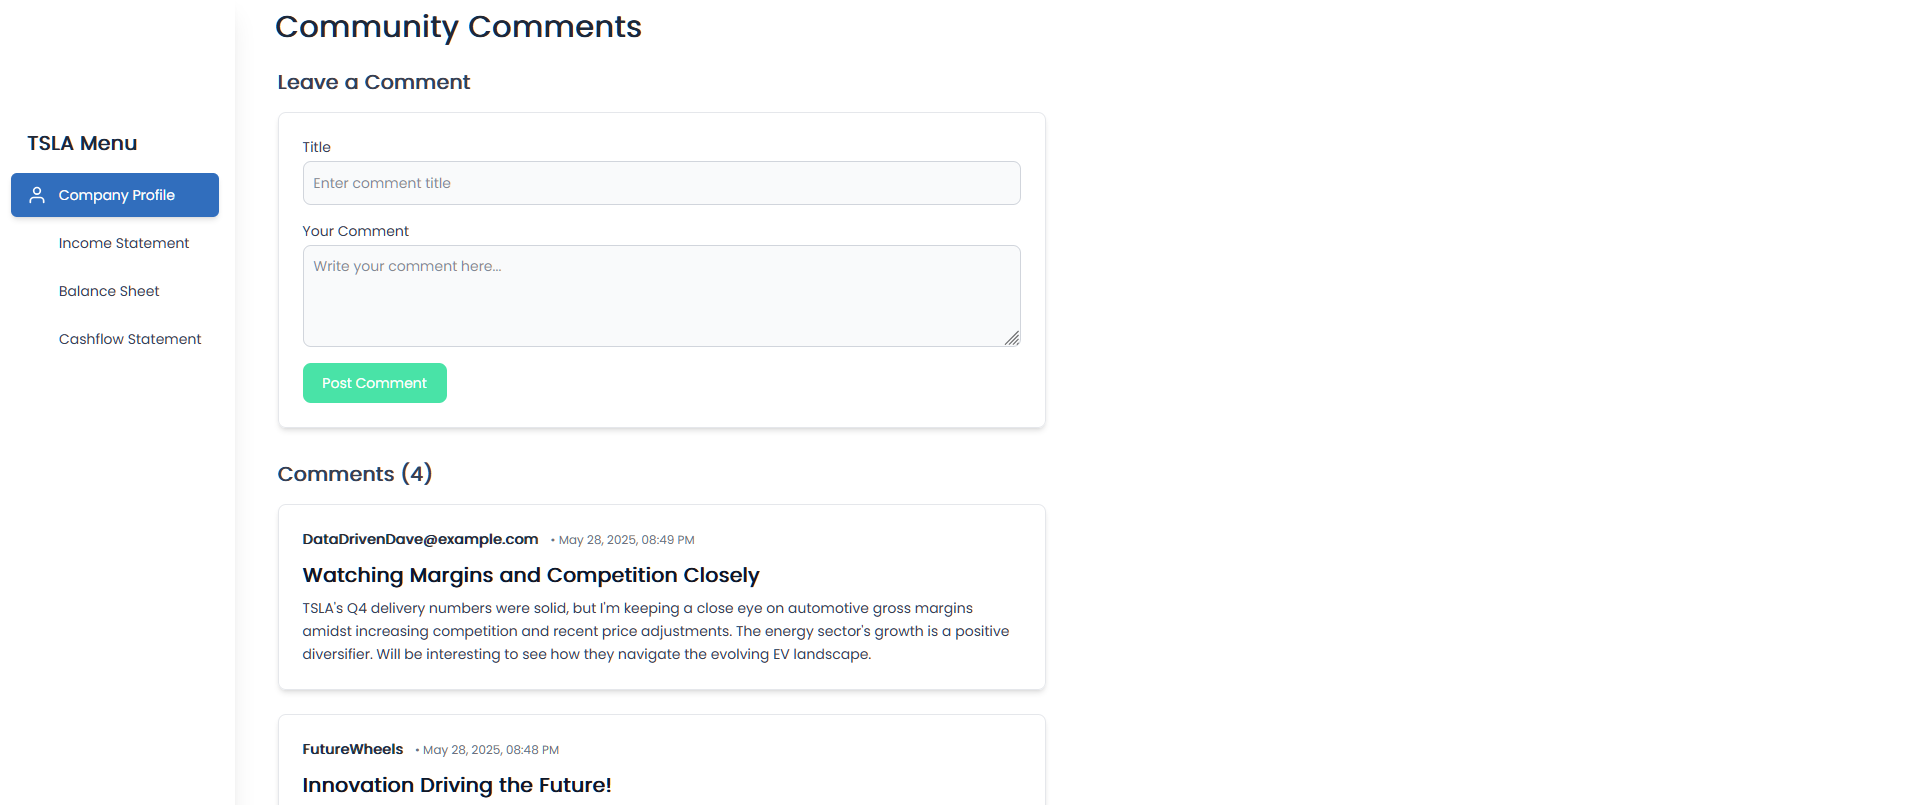 Community Comments
Leave a Comment
TSLA Menu
Title
Company Profile
Enter comment title
Your Comment
Income Statement
Write your comment here...
Balance Sheet
Cashflow Statement
Post Comment
Comments (4)
DataDrivenDave@example.com • May 28, 2025, 08:49 PM
Watching Margins and Competition Closely
TSLA's Q4 delivery numbers were solid, but I'm keeping a close eye on automotive gross margins
amidst increasing competition and recent price adjustments. The energy sector's growth is a positive
diversifier. Will be interesting to see how they navigate the evolving EV landscape.
FutureWheels • May 28, 2025, 08:48 PM
Innovation Driving the Future!